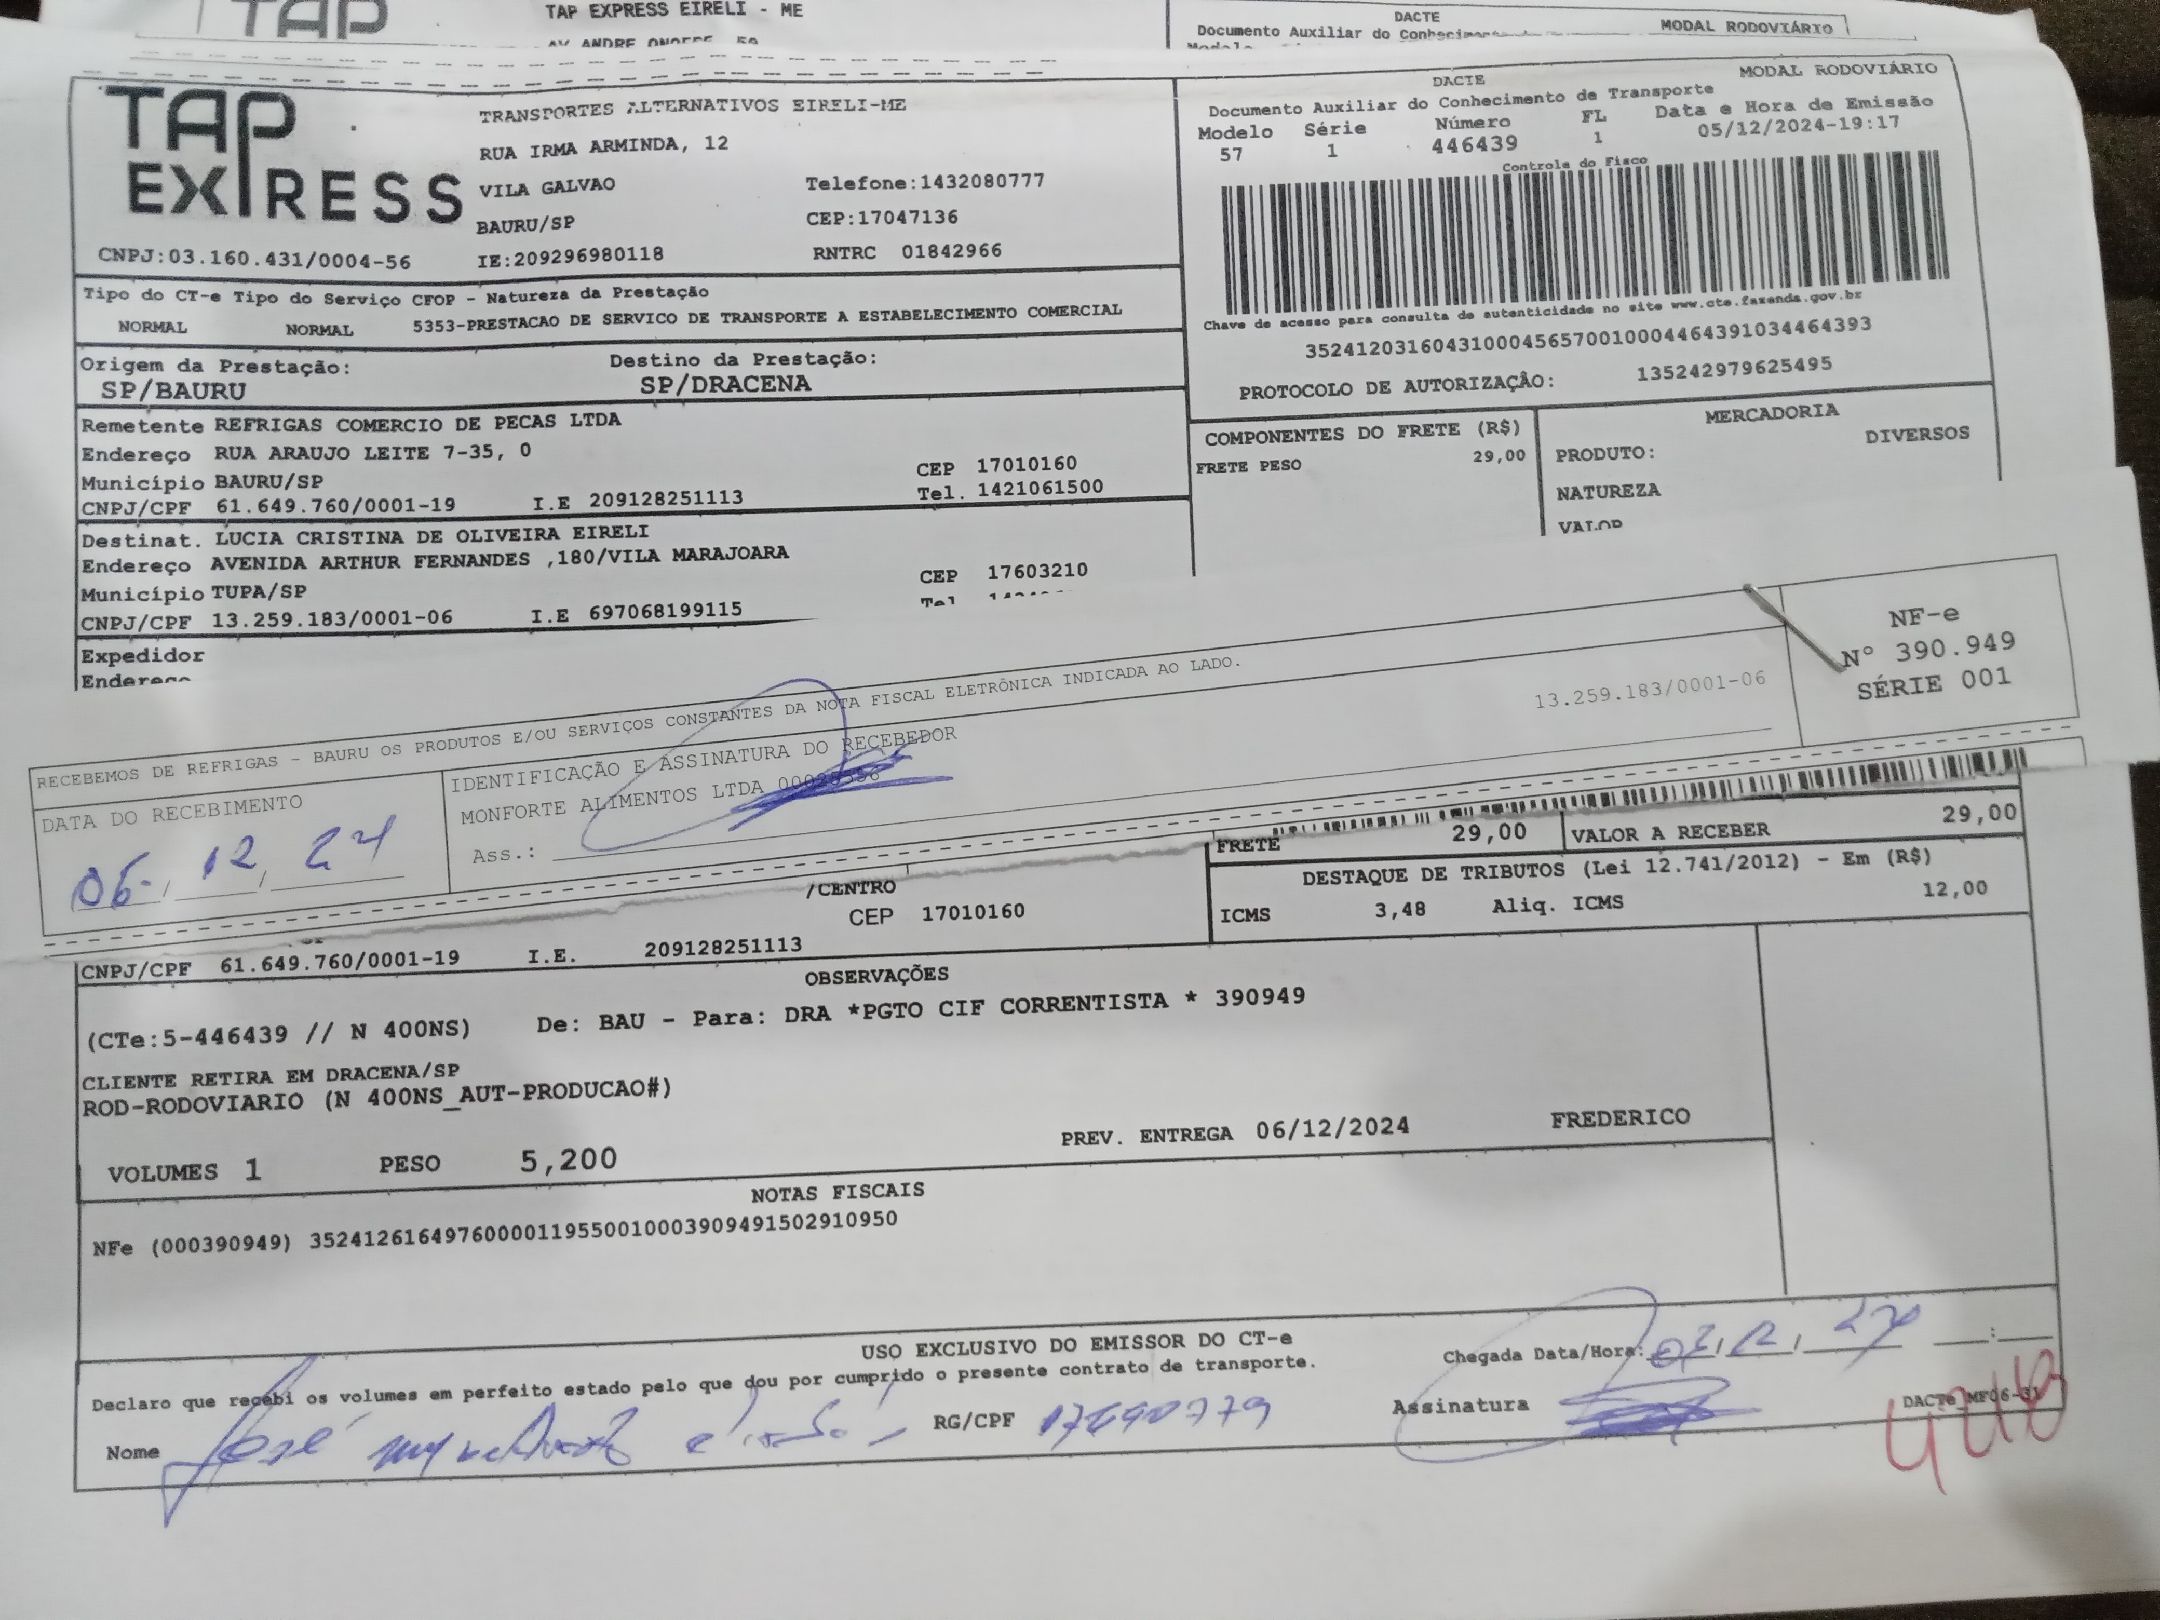 TAP
TAP EXPRESS EIRELI - ME
DACTE
Documento Auxiliar do
MODAL RODOVIÁRIO
TAP EXPRESS
TRANSPORTES ALTERNATIVOS EIRELI-ME
RUA IRMA ARMINDA, 12
VILA GALVAO
Telefone:1432080777
BAURU/SP
CEP:17047136
CNPJ:03.160.431/0004-56
IE:209296980118
RNTRC 01842966
DACTE
MODAL RODOVIÁRIO
Documento Auxiliar do Conhecimento de Transporte
Modelo Série Número FL Data e Hora de Emissão
57 1 446439 1 05/12/2024-19:17
Controle do Fisco
Chave de acesso para consulta de autenticidade no site www.cte.fazenda.gov.br
35241203160431000456570010004464391034464393
PROTOCOLO DE AUTORIZAÇÃO: 135242979625495
Tipo do CT-e Tipo do Serviço CFOP - Natureza da Prestação
NORMAL NORMAL 5353-PRESTACAO DE SERVICO DE TRANSPORTE A ESTABELECIMENTO COMERCIAL
Origem da Prestação: Destino da Prestação:
SP/BAURU SP/DRACENA
Remetente REFRIGAS COMERCIO DE PECAS LTDA
Endereço RUA ARAUJO LEITE 7-35, 0
Município BAURU/SP CEP 17010160
CNPJ/CPF 61.649.760/0001-19 I.E 209128251113 Tel. 1421061500
COMPONENTES DO FRETE (R$)
FRETE PESO 29,00
MERCADORIA
PRODUTO: DIVERSOS
NATUREZA
VALOR
Destinat. LUCIA CRISTINA DE OLIVEIRA EIRELI
Endereço AVENIDA ARTHUR FERNANDES ,180/VILA MARAJOARA
Município TUPA/SP CEP 17603210
CNPJ/CPF 13.259.183/0001-06 I.E 697068199115 Tel
Expedidor
Endereço
RECEBEMOS DE REFRIGAS - BAURU OS PRODUTOS E/OU SERVIÇOS CONSTANTES DA NOTA FISCAL ELETRÔNICA INDICADA AO LADO.
NF-e
Nº 390.949
SÉRIE 001
DATA DO RECEBIMENTO
06 12 24
IDENTIFICAÇÃO E ASSINATURA DO RECEBEDOR
MONFORTE ALIMENTOS LTDA
13.259.183/0001-06
Ass.:
FRETE 29,00 VALOR A RECEBER 29,00
DESTAQUE DE TRIBUTOS (Lei 12.741/2012) - Em (R$)
ICMS 3,48 Aliq. ICMS 12,00
/CENTRO
CEP 17010160
CNPJ/CPF 61.649.760/0001-19 I.E. 209128251113
OBSERVAÇÕES
(CTe:5-446439 // N 400NS) De: BAU - Para: DRA *PGTO CIF CORRENTISTA * 390949
CLIENTE RETIRA EM DRACENA/SP
ROD-RODOVIARIO (N 400NS_AUT-PRODUCAO#)
VOLUMES 1 PESO 5,200 PREV. ENTREGA 06/12/2024 FREDERICO
NOTAS FISCAIS
NFe (000390949) 35241261649760000119550010003909491502910950
USO EXCLUSIVO DO EMISSOR DO CT-e
Declaro que recebi os volumes em perfeito estado pelo que dou por cumprido o presente contrato de transporte.
Chegada Data/Hora:
Nome José
RG/CPF
Assinatura
DACTe MF06-31